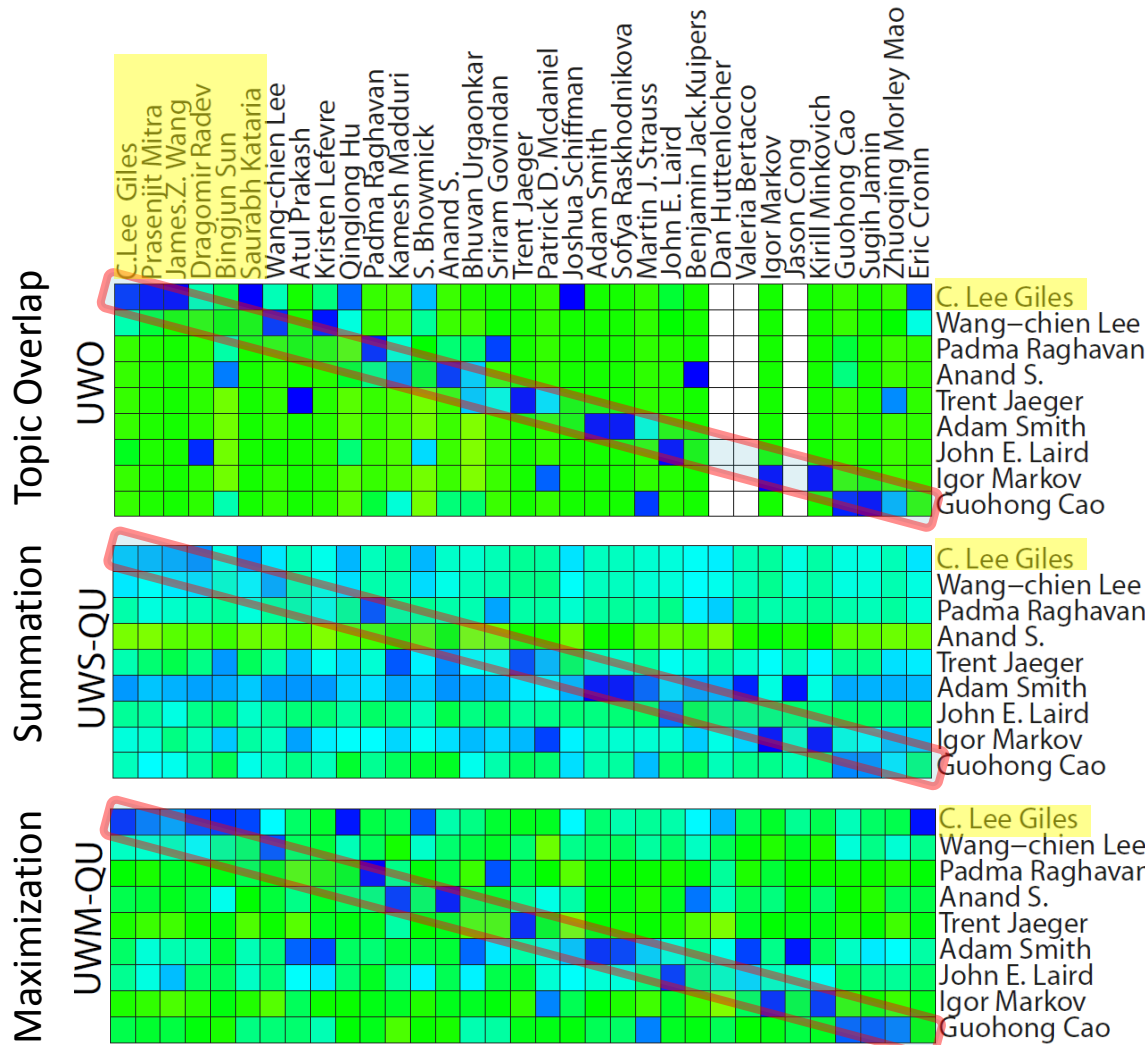 C.Lee Giles
Prasenjit Mitra
James.Z. Wang
Dragomir Radev
Bingjun Sun
Saurabh Kataria
Wang-chien Lee
Atul Prakash
Kristen Lefevre
Qinglong Hu
Padma Raghavan
Kamesh Madduri
S. Bhowmick
Anand S.
Bhuvan Urgaonkar
Sriram Govindan
Trent Jaeger
Patrick D. Mcdaniel
Joshua Schiffman
Adam Smith
Sofya Raskhodnikova
Martin J. Strauss
John E. Laird
Benjamin Jack.Kuipers
Dan Huttenlocher
Valeria Bertacco
Igor Markov
Jason Cong
Kirill Minkovich
Guohong Cao
Sugih Jamin
Zhuoqing Morley Mao
Eric Cronin
Topic Overlap
UWO
C. Lee Giles
Wang−chien Lee
Padma Raghavan
Anand S.
Trent Jaeger
Adam Smith
John E. Laird
Igor Markov
Guohong Cao
Summation
UWS-QU
C. Lee Giles
Wang−chien Lee
Padma Raghavan
Anand S.
Trent Jaeger
Adam Smith
John E. Laird
Igor Markov
Guohong Cao
Maximization
UWM-QU
C. Lee Giles
Wang−chien Lee
Padma Raghavar
Anand S.
Trent Jaeger
Adam Smith
John E. Laird
Igor Markov
Guohong Cao